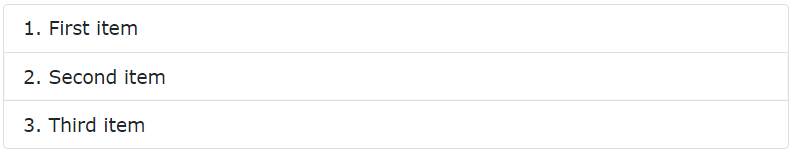 1. First item
2. Second item
3. Third item